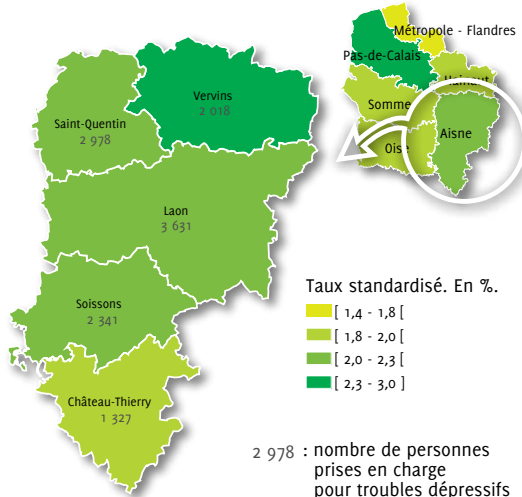 Métropole - Flandres
Pas-de-Calais
Hainaut
Somme
Aisne
Oise
Vervins
2 018
Saint-Quentin
2 978
Laon
3 631
Soissons
2 341
Château-Thierry
1 327
Taux standardisé. En %.
[ 1,4 - 1,8 [
[ 1,8 - 2,0 [
[ 2,0 - 2,3 [
[ 2,3 - 3,0 ]
2 978 : nombre de personnes
prises en charge
pour troubles dépressifs